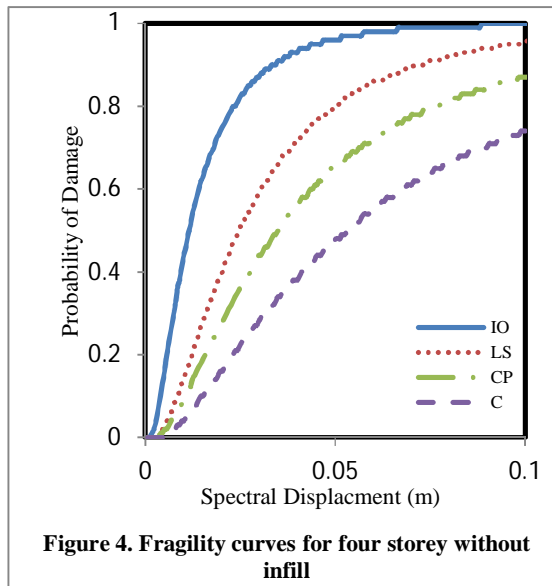 1
0.8
0.6
0.4
0.2
0
Probability of Damage
IO
LS
CP
C
0
0.05
0.1
Spectral Displacment (m)
Figure 4. Fragility curves for four storey without
infill